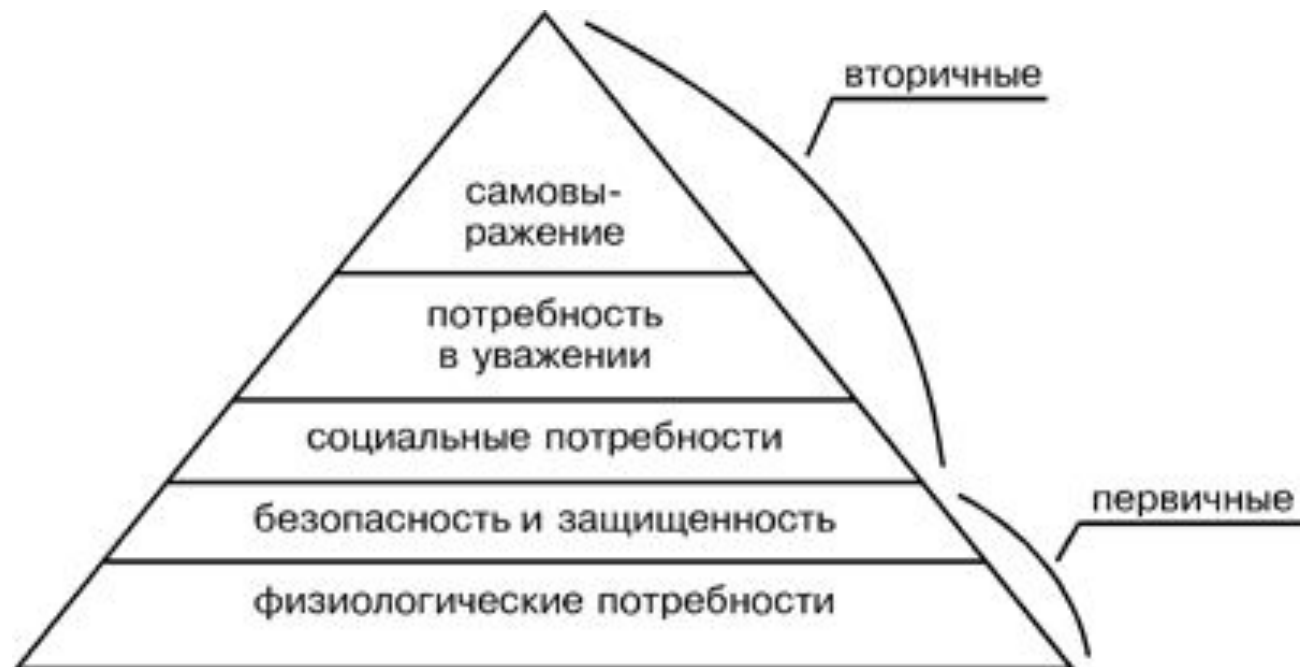 вторичные
самовы-
ражение
потребность
в уважении
социальные потребности
безопасность и защищенность
первичные
физиологические потребности